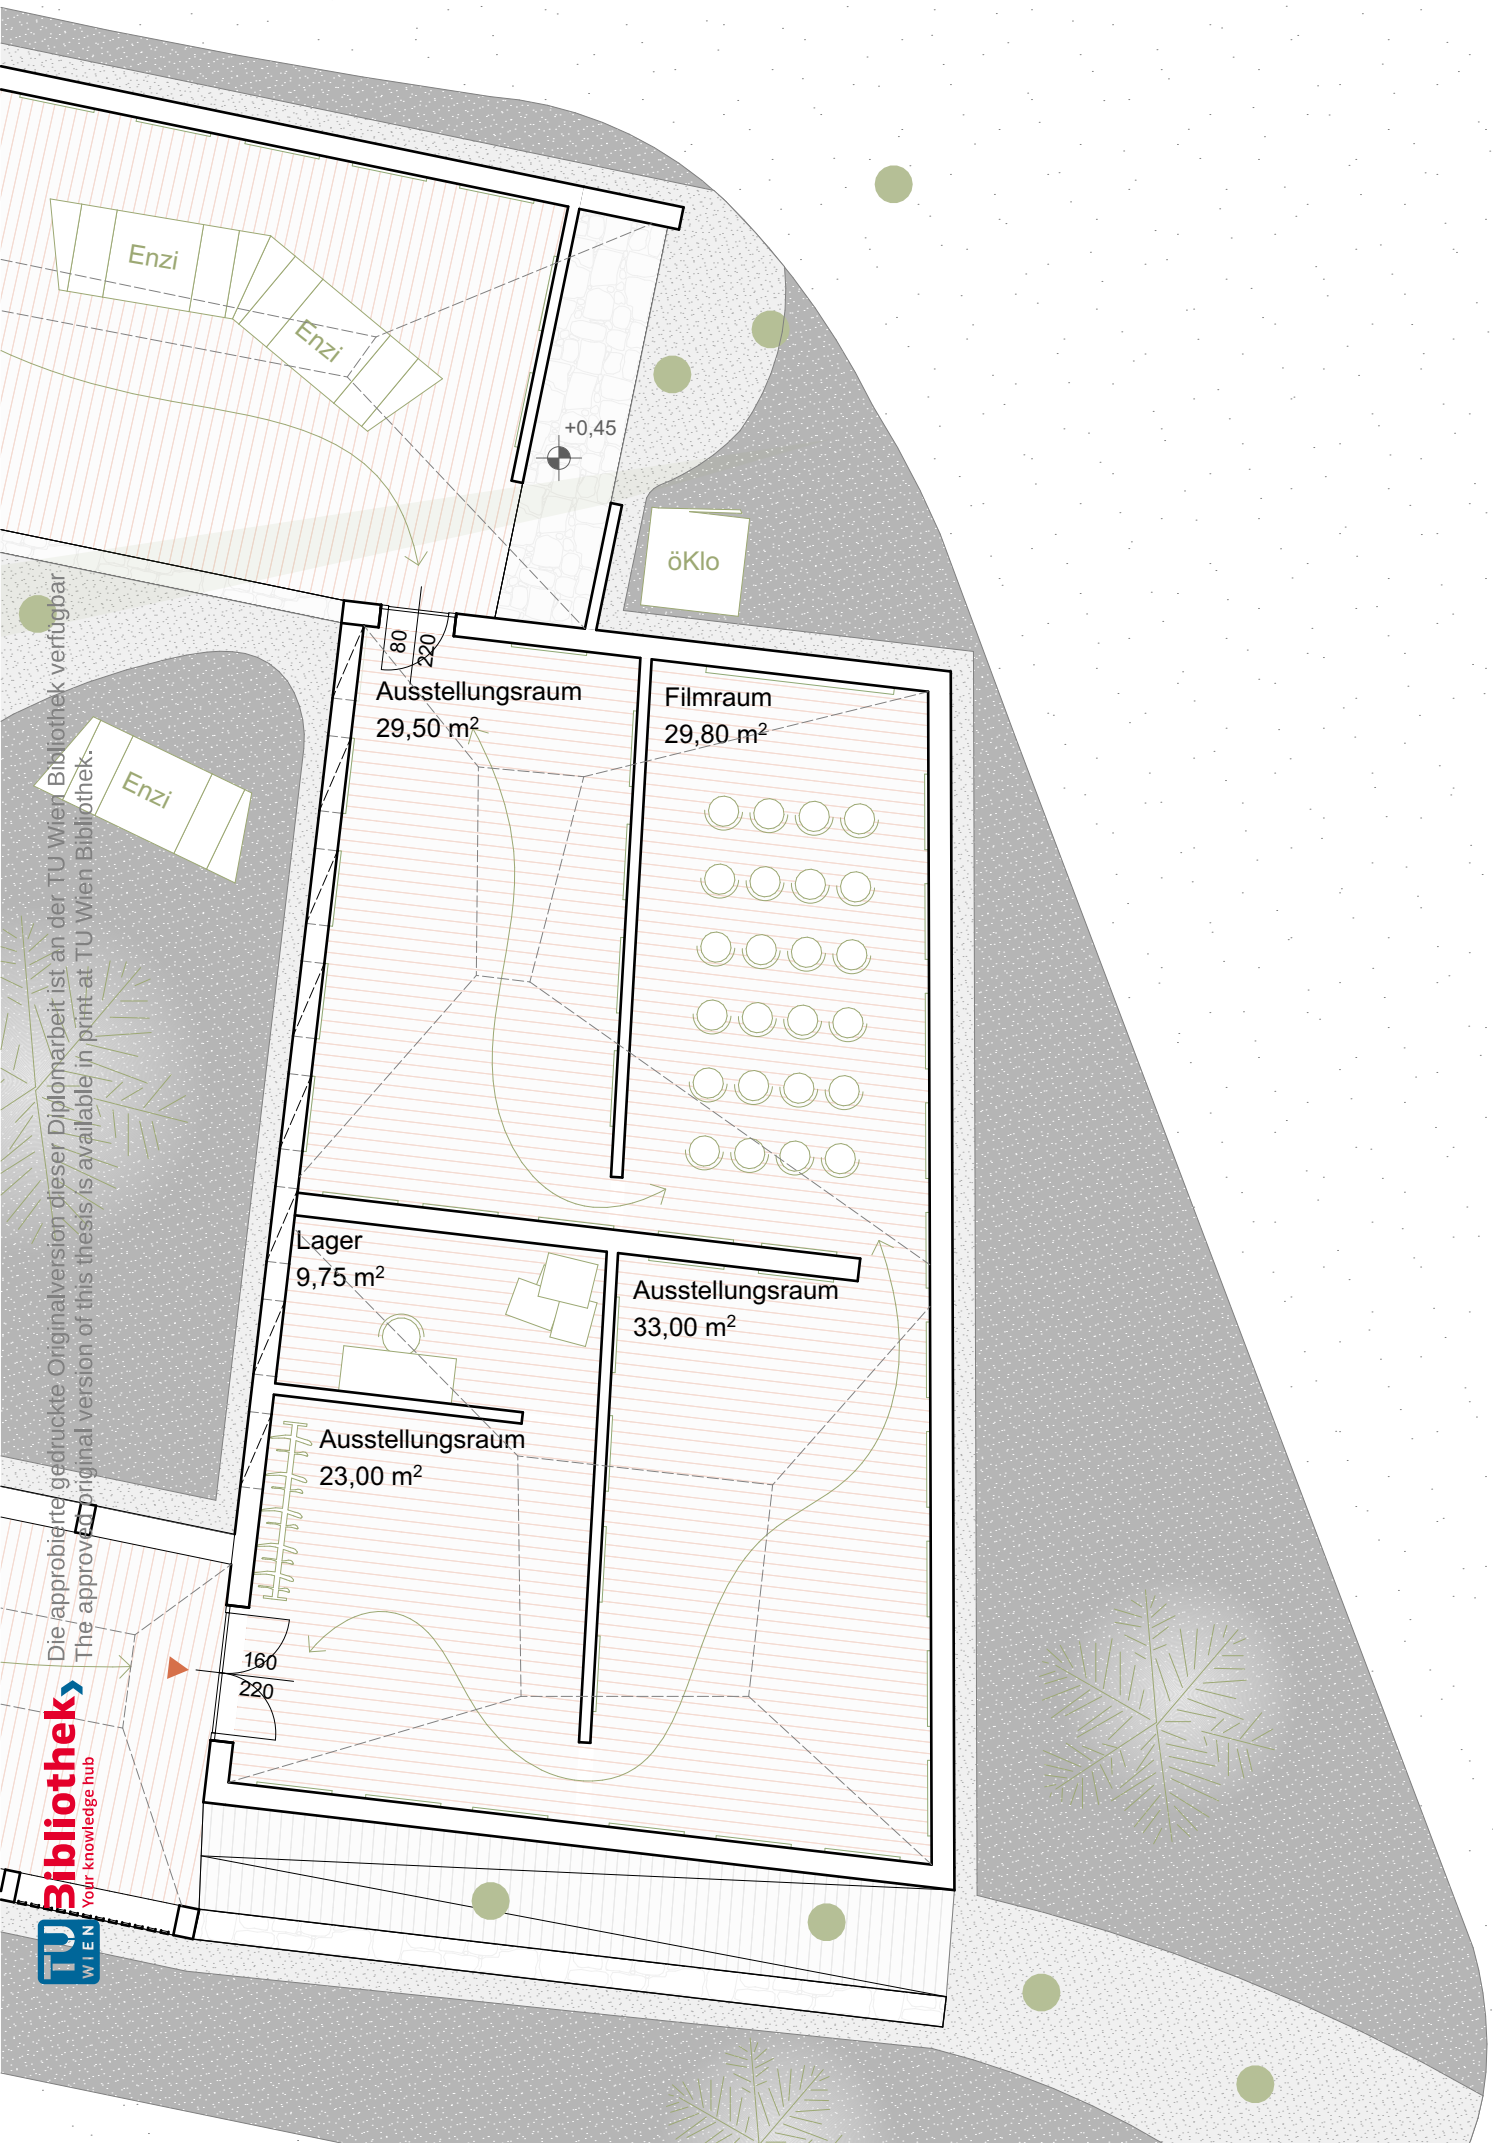 Enzi
Enzi
+0,45
öKlo
80
220
Ausstellungsraum
29,50 m²
Filmraum
29,80 m²
Enzi
Lager
9,75 m²
Ausstellungsraum
33,00 m²
Ausstellungsraum
23,00 m²
160
220
Die approbierte gedruckte Originalversion dieser Diplomarbeit ist an der TU Wien Bibliothek verfügbar
The approved original version of this thesis is available in print at TU Wien Bibliothek.
Bibliothek
Your knowledge hub
TU
WIEN